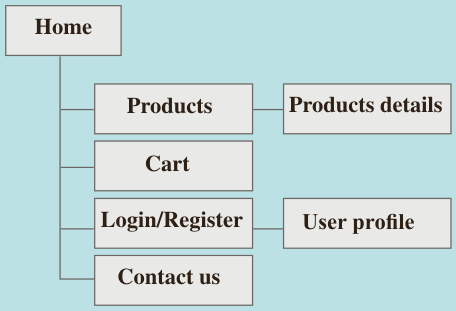 Home
Products
Products details
Cart
Login/Register
User profile
Contact us